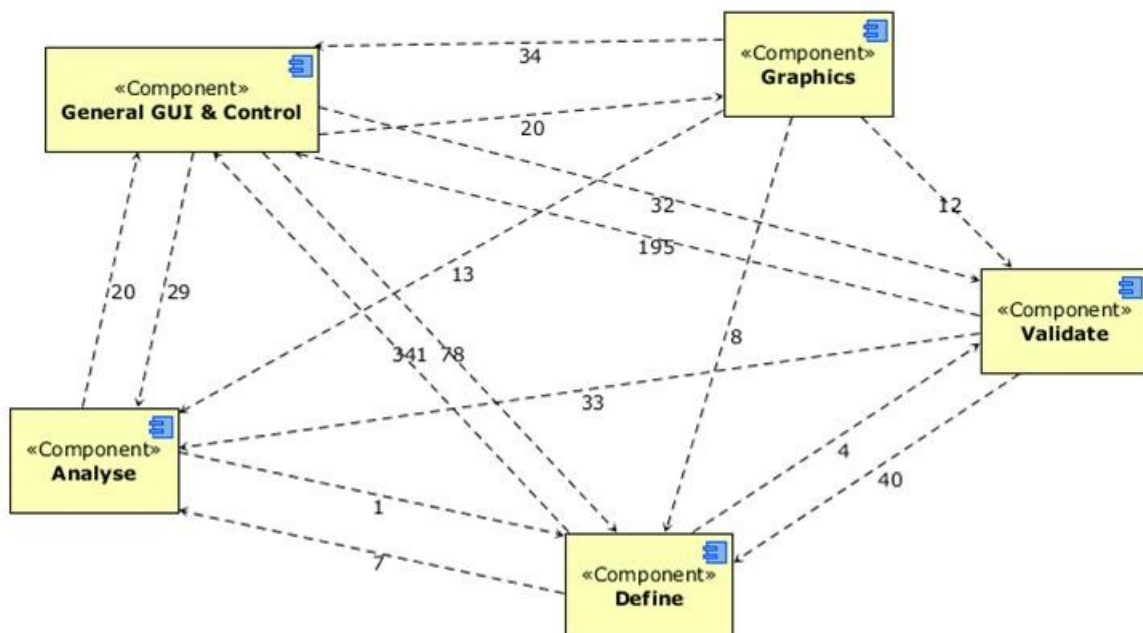 «Component»
Graphics
34
«Component»
General GUI & Control
20
32
12
195
13
20
29
«Component»
Validate
8
341
78
33
«Component»
Analyse
4
40
1
7
«Component»
Define